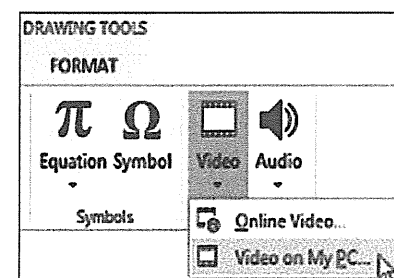 DRAWING TOOLS
FORMAT
π Ω
Equation Symbol Video Audio
Symbols
Online Video...
Video on My PC...